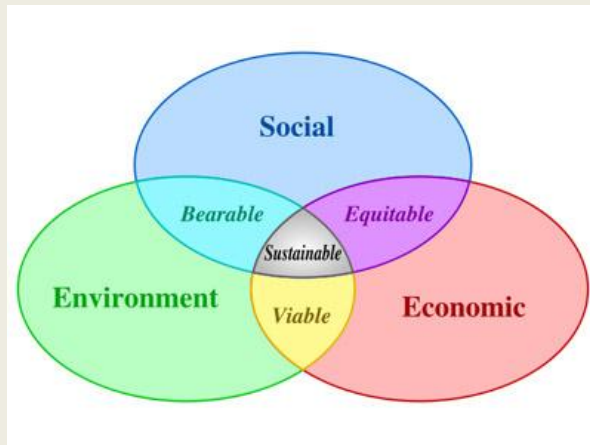 Social
Bearable
Equitable
Sustainable
Environment
Economic
Viable